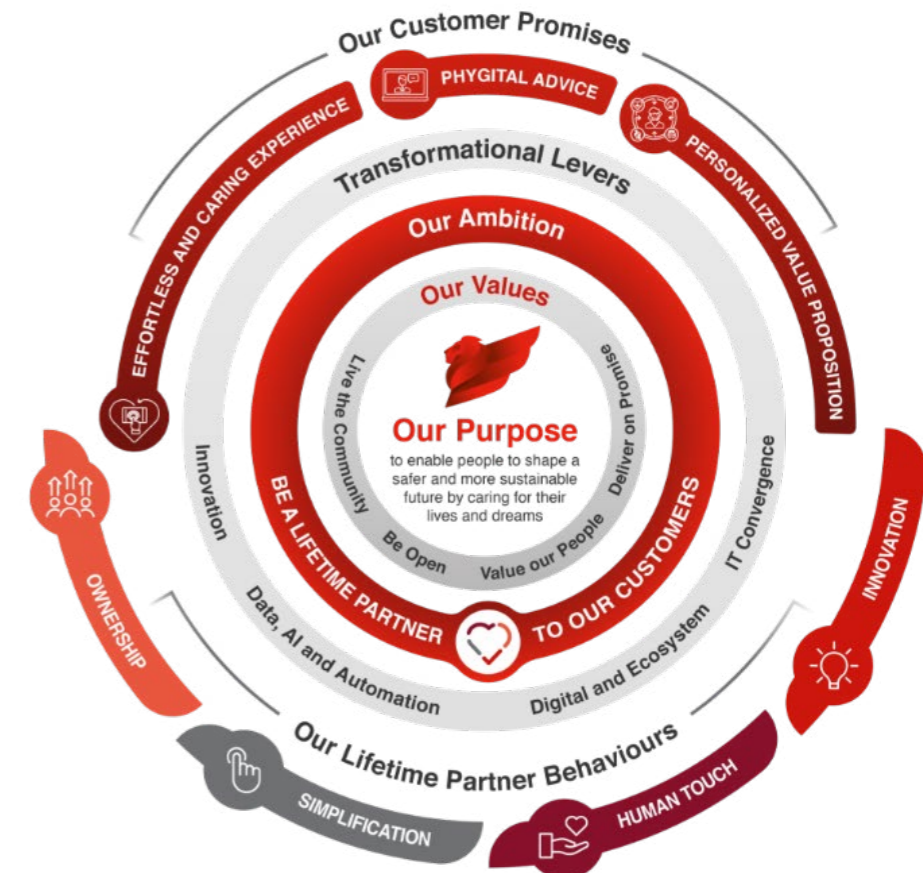 Our Customer Promises
EFFORTLESS AND CARING EXPERIENCE
PHYGITAL ADVICE
PERSONALIZED VALUE PROPOSITION
Transformational Levers
Innovation
Data, AI and Automation
Digital and Ecosystem
IT Convergence
Our Ambition
BE A LIFETIME PARTNER
TO OUR CUSTOMERS
Our Values
Live the Community
Be Open
Value our People
Deliver on Promise
Our Purpose
to enable people to shape a
safer and more sustainable
future by caring for their
lives and dreams
Our Lifetime Partner Behaviours
OWNERSHIP
SIMPLIFICATION
HUMAN TOUCH
INNOVATION